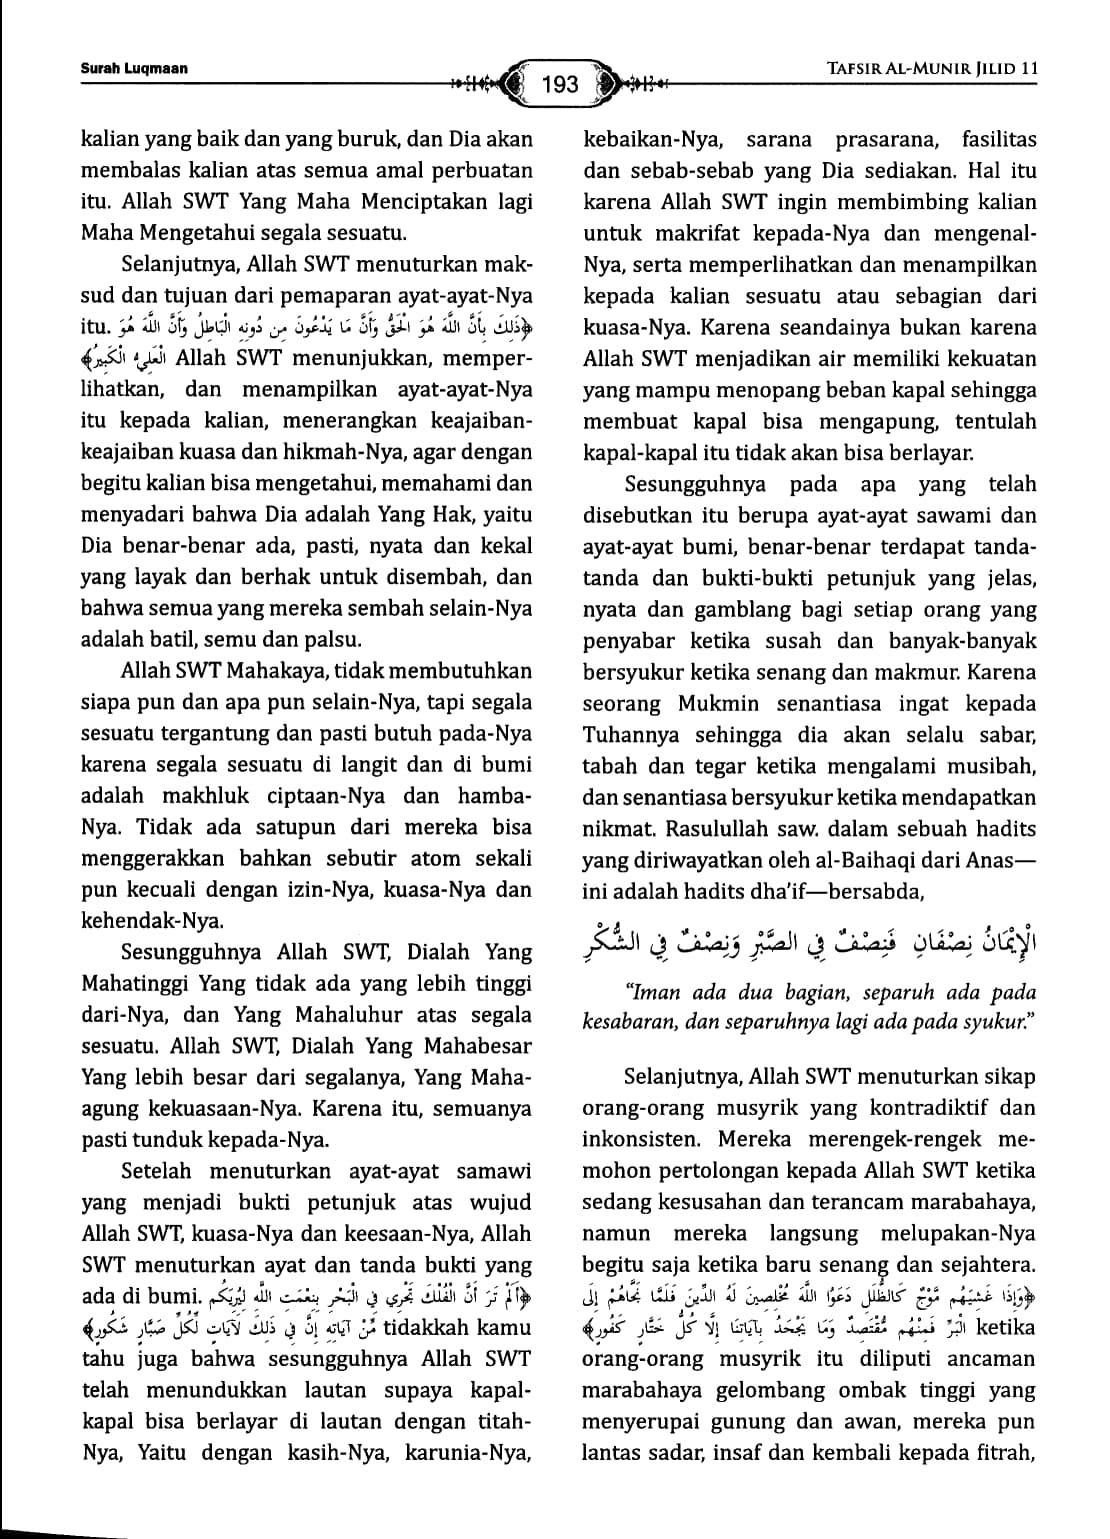 Surah Luqmaan
193
TAFSIR AL-MUNIR JILID 11
kalian yang baik dan yang buruk, dan Dia akan
membalas kalian atas semua amal perbuatan
itu. Allah SWT Yang Maha Menciptakan lagi
Maha Mengetahui segala sesuatu.
Selanjutnya, Allah SWT menuturkan mak-
sud dan tujuan dari pemaparan ayat-ayat-Nya
itu. ﴿ذَلِكَ بِأَنَّ اللَّهَ هُوَ الْحَقُّ وَأَنَّ مَا يَدْعُونَ مِن دُونِهِ الْبَاطِلُ وَأَنَّ اللَّهَ هُوَ
الْعَلِيُّ الْكَبِيرُ﴾ Allah SWT menunjukkan, memper-
lihatkan, dan menampilkan ayat-ayat-Nya
itu kepada kalian, menerangkan keajaiban-
keajaiban kuasa dan hikmah-Nya, agar dengan
begitu kalian bisa mengetahui, memahami dan
menyadari bahwa Dia adalah Yang Hak, yaitu
Dia benar-benar ada, pasti, nyata dan kekal
yang layak dan berhak untuk disembah, dan
bahwa semua yang mereka sembah selain-Nya
adalah batil, semu dan palsu.
Allah SWT Mahakaya, tidak membutuhkan
siapa pun dan apa pun selain-Nya, tapi segala
sesuatu tergantung dan pasti butuh pada-Nya
karena segala sesuatu di langit dan di bumi
adalah makhluk ciptaan-Nya dan hamba-
Nya. Tidak ada satupun dari mereka bisa
menggerakkan bahkan sebutir atom sekali
pun kecuali dengan izin-Nya, kuasa-Nya dan
kehendak-Nya.
Sesungguhnya Allah SWT, Dialah Yang
Mahatinggi Yang tidak ada yang lebih tinggi
dari-Nya, dan Yang Mahaluhur atas segala
sesuatu. Allah SWT, Dialah Yang Mahabesar
Yang lebih besar dari segalanya, Yang Maha-
agung kekuasaan-Nya. Karena itu, semuanya
pasti tunduk kepada-Nya.
Setelah menuturkan ayat-ayat samawi
yang menjadi bukti petunjuk atas wujud
Allah SWT, kuasa-Nya dan keesaan-Nya, Allah
SWT menuturkan ayat dan tanda bukti yang
ada di bumi. ﴿أَلَمْ تَرَ أَنَّ الْفُلْكَ تَجْرِي فِي الْبَحْرِ بِنِعْمَتِ اللَّهِ لِيُرِيَكُم
مِّنْ آيَاتِهِ إِنَّ فِي ذَلِكَ لَآيَاتٍ لِّكُلِّ صَبَّارٍ شَكُورٍ﴾ tidakkah kamu
tahu juga bahwa sesungguhnya Allah SWT
telah menundukkan lautan supaya kapal-
kapal bisa berlayar di lautan dengan titah-
Nya, Yaitu dengan kasih-Nya, karunia-Nya,
kebaikan-Nya, sarana prasarana, fasilitas
dan sebab-sebab yang Dia sediakan. Hal itu
karena Allah SWT ingin membimbing kalian
untuk makrifat kepada-Nya dan mengenal-
Nya, serta memperlihatkan dan menampilkan
kepada kalian sesuatu atau sebagian dari
kuasa-Nya. Karena seandainya bukan karena
Allah SWT menjadikan air memiliki kekuatan
yang mampu menopang beban kapal sehingga
membuat kapal bisa mengapung, tentulah
kapal-kapal itu tidak akan bisa berlayar.
Sesungguhnya pada apa yang telah
disebutkan itu berupa ayat-ayat sawami dan
ayat-ayat bumi, benar-benar terdapat tanda-
tanda dan bukti-bukti petunjuk yang jelas,
nyata dan gamblang bagi setiap orang yang
penyabar ketika susah dan banyak-banyak
bersyukur ketika senang dan makmur. Karena
seorang Mukmin senantiasa ingat kepada
Tuhannya sehingga dia akan selalu sabar,
tabah dan tegar ketika mengalami musibah,
dan senantiasa bersyukur ketika mendapatkan
nikmat. Rasulullah saw. dalam sebuah hadits
yang diriwayatkan oleh al-Baihaqi dari Anas—
ini adalah hadits dha’if—bersabda,
الْإِيْمَانُ نِصْفَانِ فَنِصْفٌ فِي الصَّبْرِ وَنِصْفٌ فِي الشُّكْرِ
“Iman ada dua bagian, separuh ada pada
kesabaran, dan separuhnya lagi ada pada syukur.”
Selanjutnya, Allah SWT menuturkan sikap
orang-orang musyrik yang kontradiktif dan
inkonsisten. Mereka merengek-rengek me-
mohon pertolongan kepada Allah SWT ketika
sedang kesusahan dan terancam marabahaya,
namun mereka langsung melupakan-Nya
begitu saja ketika baru senang dan sejahtera.
﴿وَإِذَا غَشِيَهُم مَّوْجٌ كَالظُّلَلِ دَعَوُا اللَّهَ مُخْلِصِينَ لَهُ الدِّينَ فَلَمَّا نَجَّاهُمْ إِلَى
الْبَرِّ فَمِنْهُم مُّقْتَصِدٌ وَمَا يَجْحَدُ بِآيَاتِنَا إِلَّا كُلُّ خَتَّارٍ كَفُورٍ﴾ ketika
orang-orang musyrik itu diliputi ancaman
marabahaya gelombang ombak tinggi yang
menyerupai gunung dan awan, mereka pun
lantas sadar, insaf dan kembali kepada fitrah,